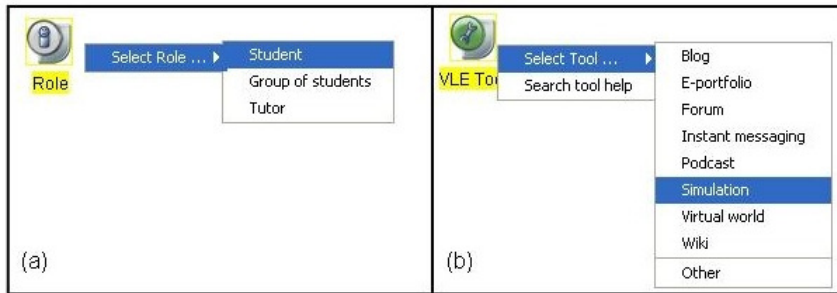 Select Role ...
Student
Group of students
Tutor
Role
(a)
Select Tool ...
Search tool help
VLE Too
Blog
E-portfolio
Forum
Instant messaging
Podcast
Simulation
Virtual world
Wiki
Other
(b)